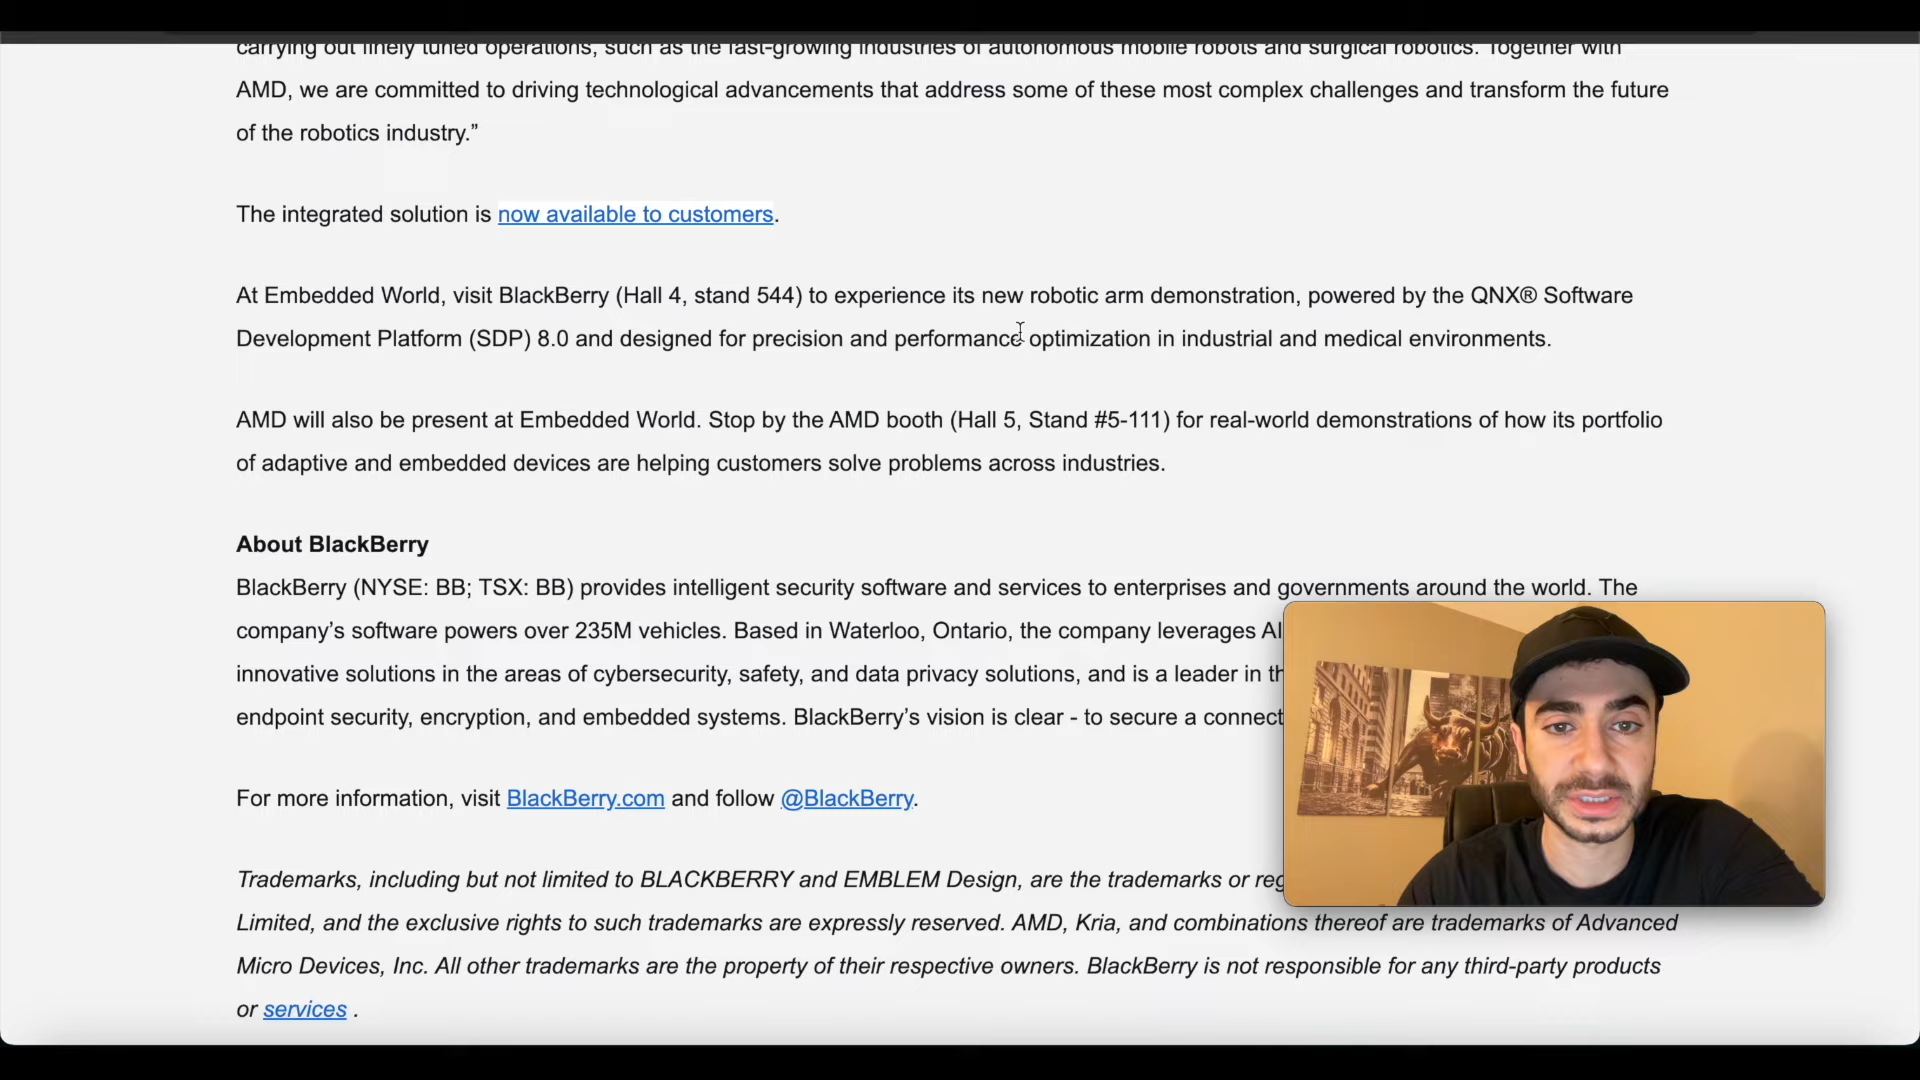 carrying out finely tuned operations, such as the fast-growing industries of autonomous mobile robots and surgical robotics. Together with
AMD, we are committed to driving technological advancements that address some of these most complex challenges and transform the future
of the robotics industry.”
The integrated solution is now available to customers.
At Embedded World, visit BlackBerry (Hall 4, stand 544) to experience its new robotic arm demonstration, powered by the QNX® Software
Development Platform (SDP) 8.0 and designed for precision and performance optimization in industrial and medical environments.
AMD will also be present at Embedded World. Stop by the AMD booth (Hall 5, Stand #5-111) for real-world demonstrations of how its portfolio
of adaptive and embedded devices are helping customers solve problems across industries.
About BlackBerry
BlackBerry (NYSE: BB; TSX: BB) provides intelligent security software and services to enterprises and governments around the world. The
company’s software powers over 235M vehicles. Based in Waterloo, Ontario, the company leverages AI
innovative solutions in the areas of cybersecurity, safety, and data privacy solutions, and is a leader in
endpoint security, encryption, and embedded systems. BlackBerry’s vision is clear - to secure a
For more information, visit BlackBerry.com and follow @BlackBerry.
Trademarks, including but not limited to BLACKBERRY and EMBLEM Design, are the trademarks or
Limited, and the exclusive rights to such trademarks are expressly reserved. AMD, Kria, and combinations thereof are trademarks of Advanced
Micro Devices, Inc. All other trademarks are the property of their respective owners. BlackBerry is not responsible for any third-party products
or services .